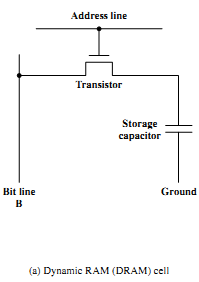 Address line
Transistor
Storage
capacitor
Bit line
B
Ground
(a) Dynamic RAM (DRAM) cell